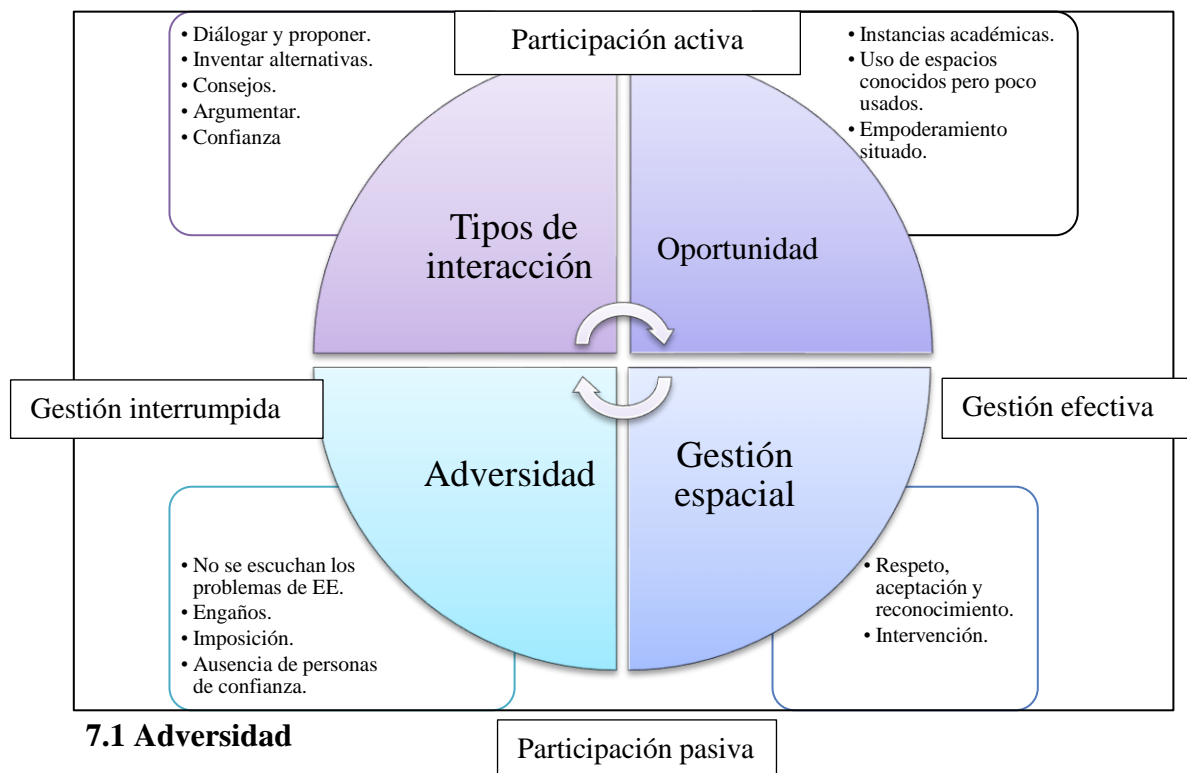 Participación activa
• Diálogar y proponer.
• Inventar alternativas.
• Consejos.
• Argumentar.
• Confianza
• Instancias académicas.
• Uso de espacios
conocidos pero poco
usados.
• Empoderamiento
situado.
Tipos de
interacción
Oportunidad
Gestión interrumpida
Gestión efectiva
Adversidad
Gestión
espacial
• No se escuchan los
problemas de EE.
• Engaños.
• Imposición.
• Ausencia de personas
de confianza.
• Respeto,
aceptación y
reconocimiento.
• Intervención.
7.1 Adversidad
Participación pasiva